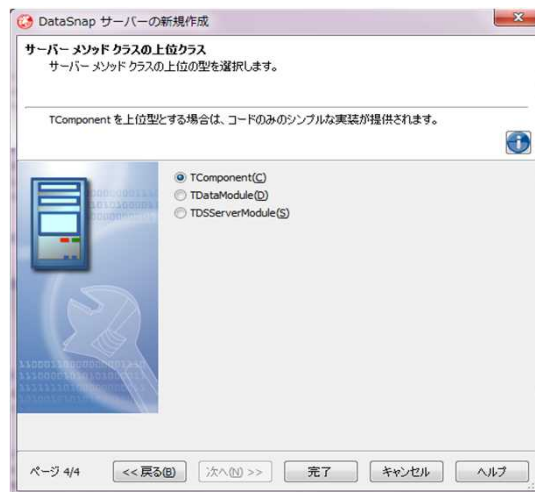 DataSnap サーバーの新規作成
サーバー メソッド クラスの上位クラス
サーバー メソッド クラスの上位の型を選択します。
TComponent を上位型とする場合は、コードのみのシンプルな実装が提供されます。
TComponent(C)
TDataModule(D)
TDSServerModule(S)
ページ 4/4
<< 戻る(B)
次へ(N) >>
完了
キャンセル
ヘルプ